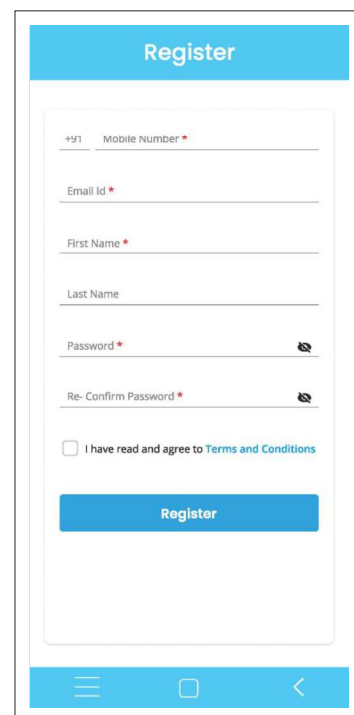 Register
+91 Mobile Number *
Email Id *
First Name *
Last Name
Password *
Re- Confirm Password *
I have read and agree to Terms and Conditions
Register